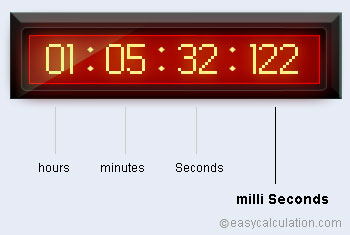 01 : 05 : 32 : 122
hours minutes Seconds
milli Seconds
©easycalculation.com